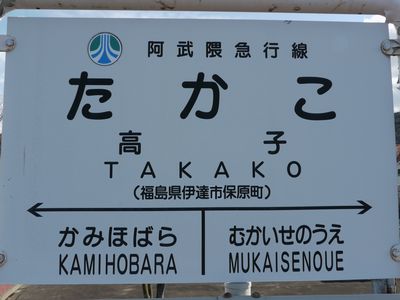 阿武隈急行線
たかこ
高子
TAKAKO
(福島県伊達市保原町)
かみほばら むかいせのうえ
KAMIHOBARA MUKAISENOUE